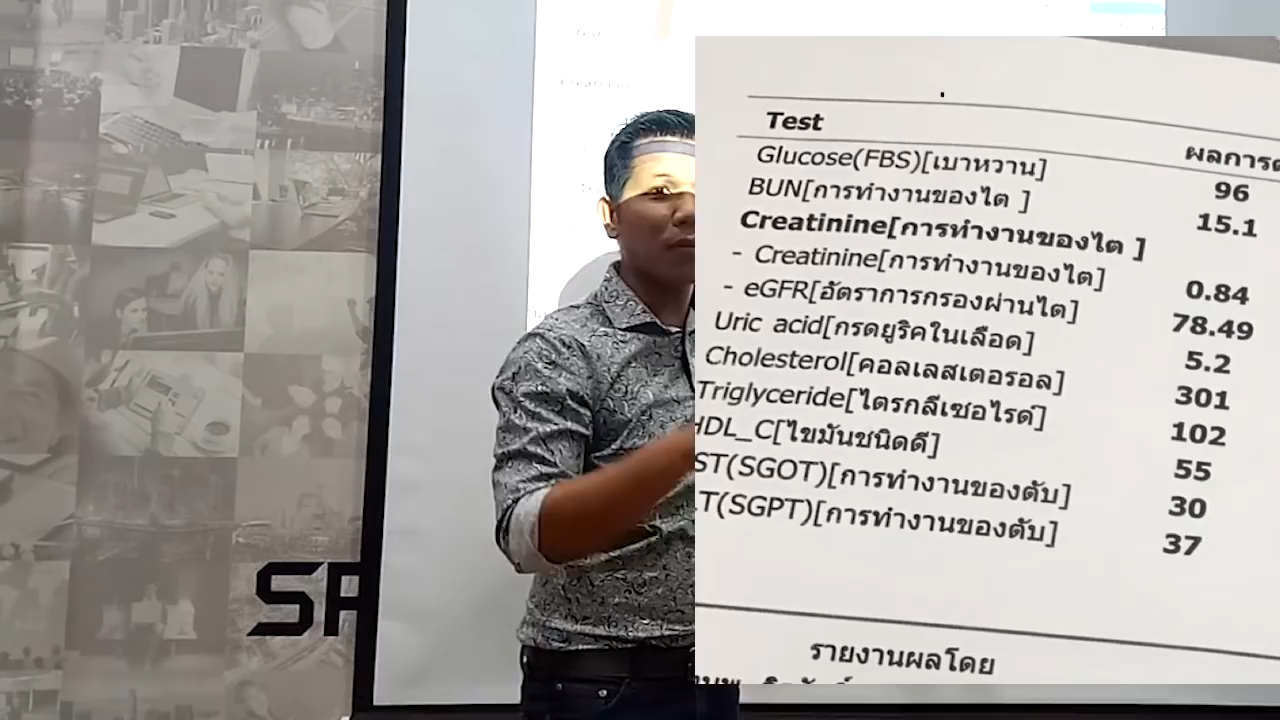 Test
ผลการต
Glucose(FBS)[เบาหวาน] 96
BUN[การทำงานของไต ] 15.1
Creatinine[การทำงานของไต ]
- Creatinine[การทำงานของไต] 0.84
- eGFR[อัตราการกรองผ่านไต] 78.49
Uric acid[กรดยูริคในเลือด] 5.2
Cholesterol[คอลเลสเตอรอล] 301
Triglyceride[ไตรกลีเซอไรด์] 102
HDL_C[ไขมันชนิดดี] 55
ST(SGOT)[การทำงานของตับ] 30
T(SGPT)[การทำงานของตับ] 37
รายงานผลโดย
SP